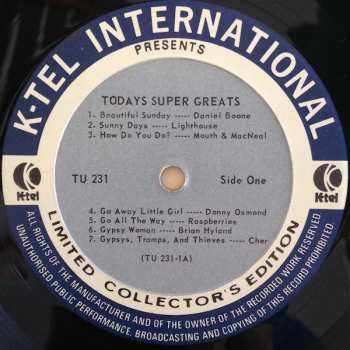 K-TEL INTERNATIONAL
PRESENTS
TODAYS SUPER GREATS
1. Beautiful Sunday ----- Daniel Boone
2. Sunny Days ----- Lighthouse
3. How Do You Do? ----- Mouth & MacNeal
TU 231
Side One
K-tel
K-tel
4. Go Away Little Girl ----- Danny Osmond
5. Go All The Way ----- Raspberries
6. Gypsy Woman ----- Brian Hyland
7. Gypsys, Tramps, And Thieves ----- Cher
(TU 231-1A)
LIMITED COLLECTOR'S EDITION
ALL RIGHTS OF THE MANUFACTURER AND OF THE OWNER OF THE RECORDED WORK RESERVED.
UNAUTHORISED PUBLIC PERFORMANCE, BROADCASTING AND COPYING OF THIS RECORD PROHIBITED.